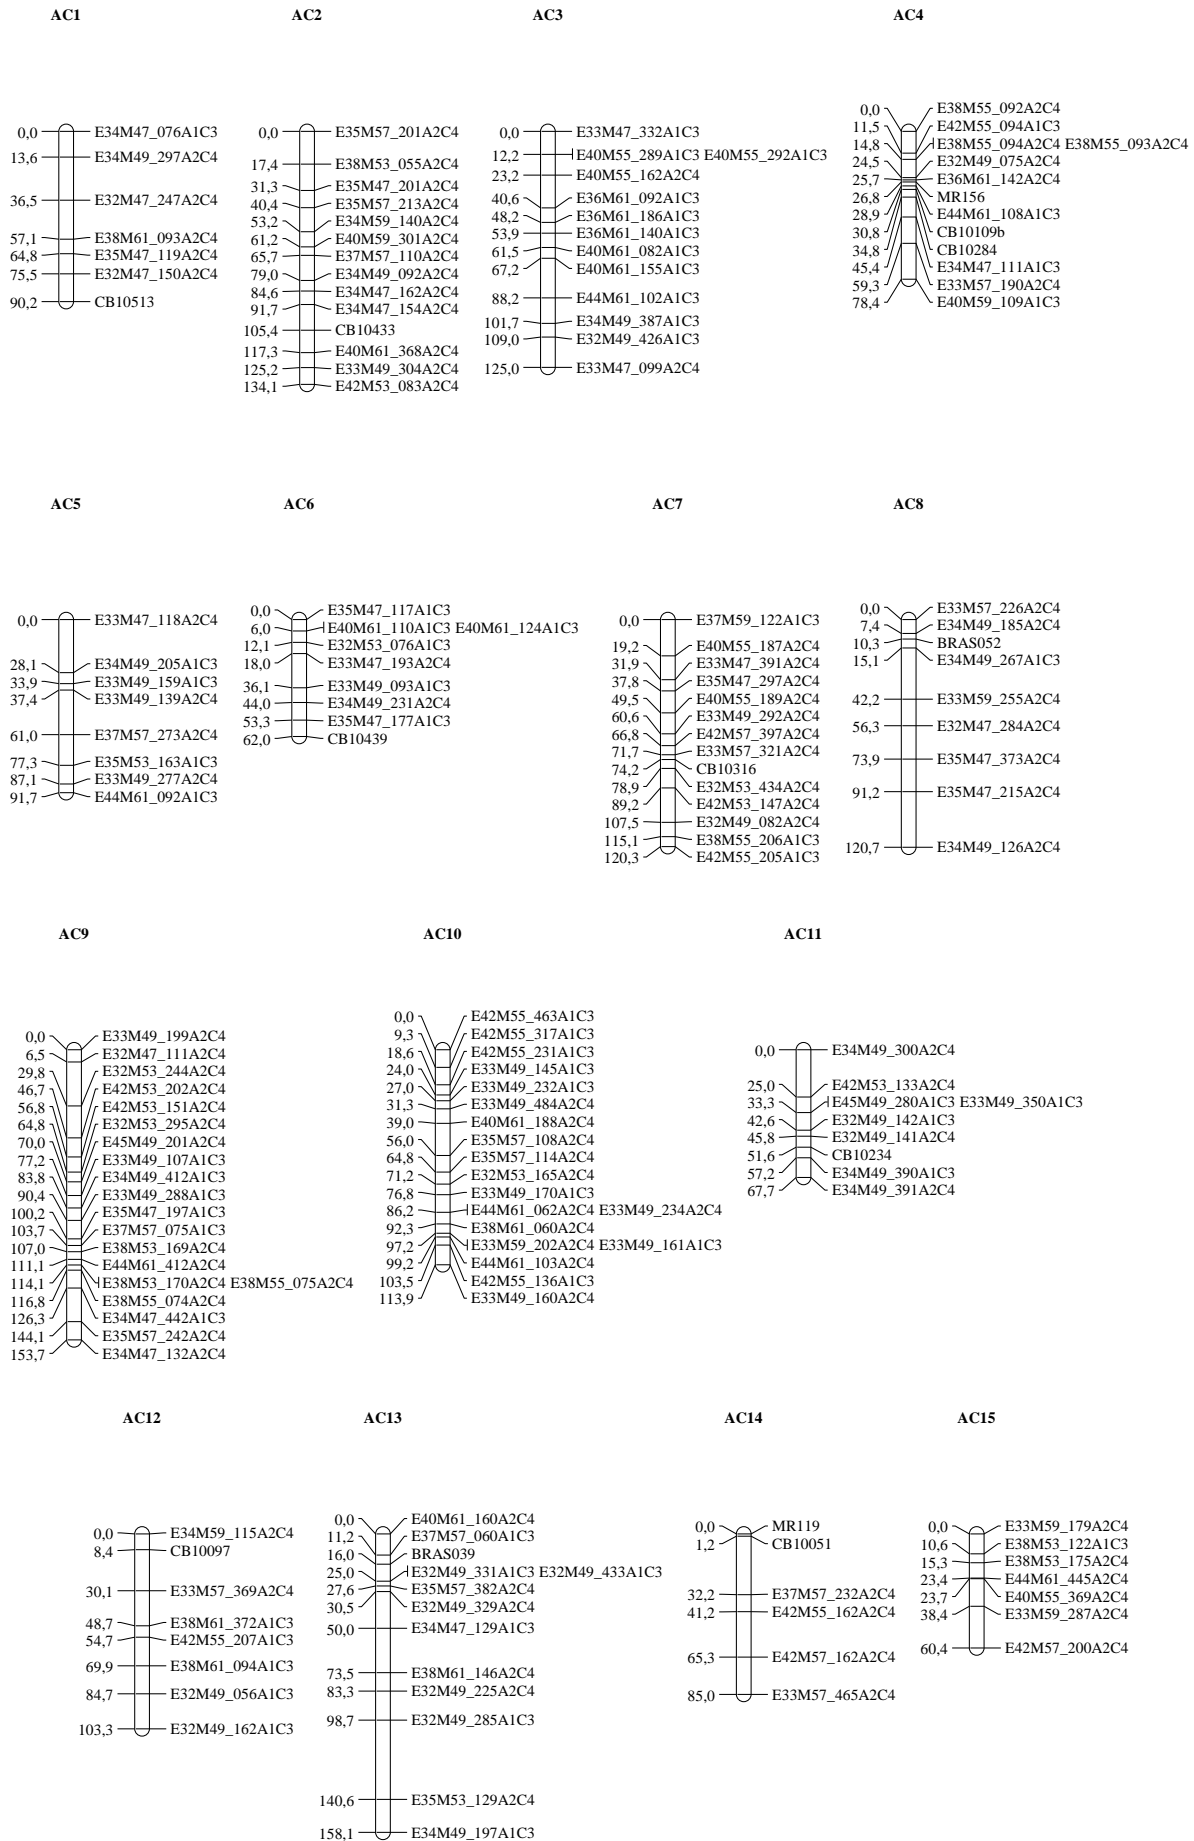 AC1 AC2 AC3 AC4
0,0 E34M47_076A1C3
13,6 E34M49_297A2C4
36,5 E32M47_247A2C4
57,1 E38M61_093A2C4
64,8 E35M47_119A2C4
75,5 E32M47_150A2C4
90,2 CB10513
0,0 E35M57_201A2C4
17,4 E38M53_055A2C4
31,3 E35M47_201A2C4
40,4 E35M57_213A2C4
53,2 E34M59_140A2C4
61,2 E40M59_301A2C4
65,7 E37M57_110A2C4
79,0 E34M49_092A2C4
84,6 E34M47_162A2C4
91,7 E34M47_154A2C4
105,4 CB10433
117,3 E40M61_368A2C4
125,2 E33M49_304A2C4
134,1 E42M53_083A2C4
0,0 E33M47_332A1C3
12,2 E40M55_289A1C3 E40M55_292A1C3
23,2 E40M55_162A2C4
40,6 E36M61_092A1C3
48,2 E36M61_186A1C3
53,9 E36M61_140A1C3
61,5 E40M61_082A1C3
67,2 E40M61_155A1C3
88,2 E44M61_102A1C3
101,7 E34M49_387A1C3
109,0 E32M49_426A1C3
125,0 E33M47_099A2C4
0,0 E38M55_092A2C4
11,5 E42M55_094A1C3
14,8 E38M55_094A2C4 E38M55_093A2C4
24,5 E32M49_075A2C4
25,7 E36M61_142A2C4
26,8 MR156
28,9 E44M61_108A1C3
30,8 CB10109b
34,8 CB10284
45,4 E34M47_111A1C3
59,3 E33M57_190A2C4
78,4 E40M59_109A1C3
AC5 AC6 AC7 AC8
0,0 E33M47_118A2C4
28,1 E34M49_205A1C3
33,9 E33M49_159A1C3
37,4 E33M49_139A2C4
61,0 E37M57_273A2C4
77,3 E35M53_163A1C3
87,1 E33M49_277A2C4
91,7 E44M61_092A1C3
0,0 E35M47_117A1C3
6,0 E40M61_110A1C3 E40M61_124A1C3
12,1 E32M53_076A1C3
18,0 E33M47_193A2C4
36,1 E33M49_093A1C3
44,0 E34M49_231A2C4
53,3 E35M47_177A1C3
62,0 CB10439
0,0 E37M59_122A1C3
19,2 E40M55_187A2C4
31,9 E33M47_391A2C4
37,8 E35M47_297A2C4
49,5 E40M55_189A2C4
60,6 E33M49_292A2C4
66,8 E42M57_397A2C4
71,7 E33M57_321A2C4
74,2 CB10316
78,9 E32M53_434A2C4
89,2 E42M53_147A2C4
107,5 E32M49_082A2C4
115,1 E38M55_206A1C3
120,3 E42M55_205A1C3
0,0 E33M57_226A2C4
7,4 E34M49_185A2C4
10,3 BRAS052
15,1 E34M49_267A1C3
42,2 E33M59_255A2C4
56,3 E32M47_284A2C4
73,9 E35M47_373A2C4
91,2 E35M47_215A2C4
120,7 E34M49_126A2C4
AC9 AC10 AC11
0,0 E33M49_199A2C4
6,5 E32M47_111A2C4
29,8 E32M53_244A2C4
46,7 E42M53_202A2C4
56,8 E42M53_151A2C4
64,8 E32M53_295A2C4
70,0 E45M49_201A2C4
77,2 E33M49_107A1C3
83,8 E34M49_412A1C3
90,4 E33M49_288A1C3
100,2 E35M47_197A1C3
103,7 E37M57_075A1C3
107,0 E38M53_169A2C4
111,1 E44M61_412A2C4
114,1 E38M53_170A2C4 E38M55_075A2C4
116,8 E38M55_074A2C4
126,3 E34M47_442A1C3
144,1 E35M57_242A2C4
153,7 E34M47_132A2C4
0,0 E42M55_463A1C3
9,3 E42M55_317A1C3
18,6 E42M55_231A1C3
24,0 E33M49_145A1C3
27,0 E33M49_232A1C3
31,3 E33M49_484A2C4
39,0 E40M61_188A2C4
56,0 E35M57_108A2C4
64,8 E35M57_114A2C4
71,2 E32M53_165A2C4
76,8 E33M49_170A1C3
86,2 E44M61_062A2C4 E33M49_234A2C4
92,3 E38M61_060A2C4
97,2 E33M59_202A2C4 E33M49_161A1C3
99,2 E44M61_103A2C4
103,5 E42M55_136A1C3
113,9 E33M49_160A2C4
0,0 E34M49_300A2C4
25,0 E42M53_133A2C4
33,3 E45M49_280A1C3 E33M49_350A1C3
42,6 E32M49_142A1C3
45,8 E32M49_141A2C4
51,6 CB10234
57,2 E34M49_390A1C3
67,7 E34M49_391A2C4
AC12 AC13 AC14 AC15
0,0 E34M59_115A2C4
8,4 CB10097
30,1 E33M57_369A2C4
48,7 E38M61_372A1C3
54,7 E42M55_207A1C3
69,9 E38M61_094A1C3
84,7 E32M49_056A1C3
103,3 E32M49_162A1C3
0,0 E40M61_160A2C4
11,2 E37M57_060A1C3
16,0 BRAS039
25,0 E32M49_331A1C3 E32M49_433A1C3
27,6 E35M57_382A2C4
30,5 E32M49_329A2C4
50,0 E34M47_129A1C3
73,5 E38M61_146A2C4
83,3 E32M49_225A2C4
98,7 E32M49_285A1C3
140,6 E35M53_129A2C4
158,1 E34M49_197A1C3
0,0 MR119
1,2 CB10051
32,2 E37M57_232A2C4
41,2 E42M55_162A2C4
65,3 E42M57_162A2C4
85,0 E33M57_465A2C4
0,0 E33M59_179A2C4
10,6 E38M53_122A1C3
15,3 E38M53_175A2C4
23,4 E44M61_445A2C4
23,7 E40M55_369A2C4
38,4 E33M59_287A2C4
60,4 E42M57_200A2C4